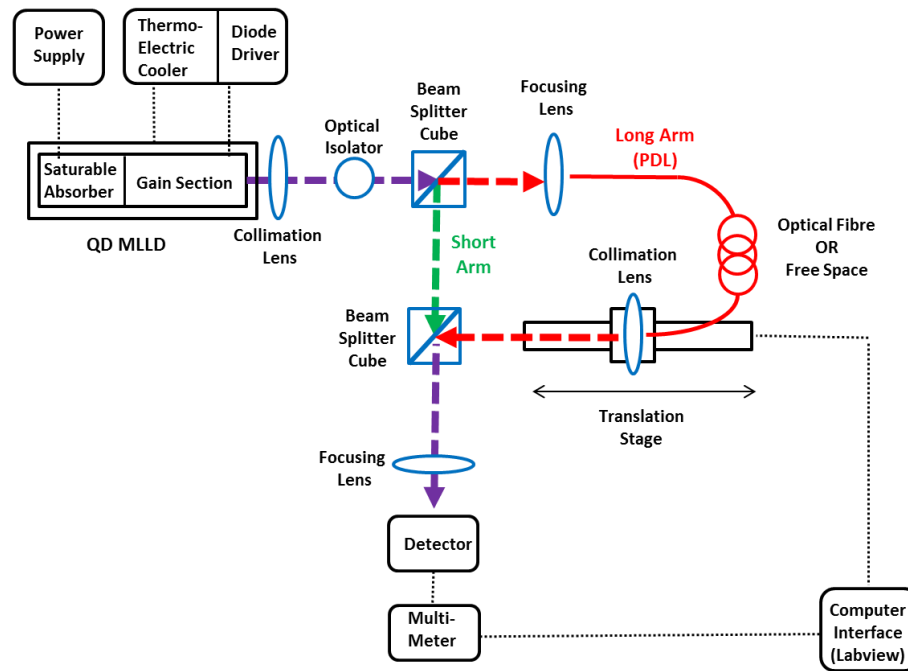 Power
Supply
Thermo-
Electric
Cooler
Diode
Driver
Saturable
Absorber
Gain Section
QD MLLD
Collimation
Lens
Optical
Isolator
Beam
Splitter
Cube
Focusing
Lens
Long Arm
(PDL)
Optical Fibre
OR
Free Space
Short
Arm
Collimation
Lens
Beam
Splitter
Cube
Translation
Stage
Focusing
Lens
Detector
Multi-
Meter
Computer
Interface
(Labview)